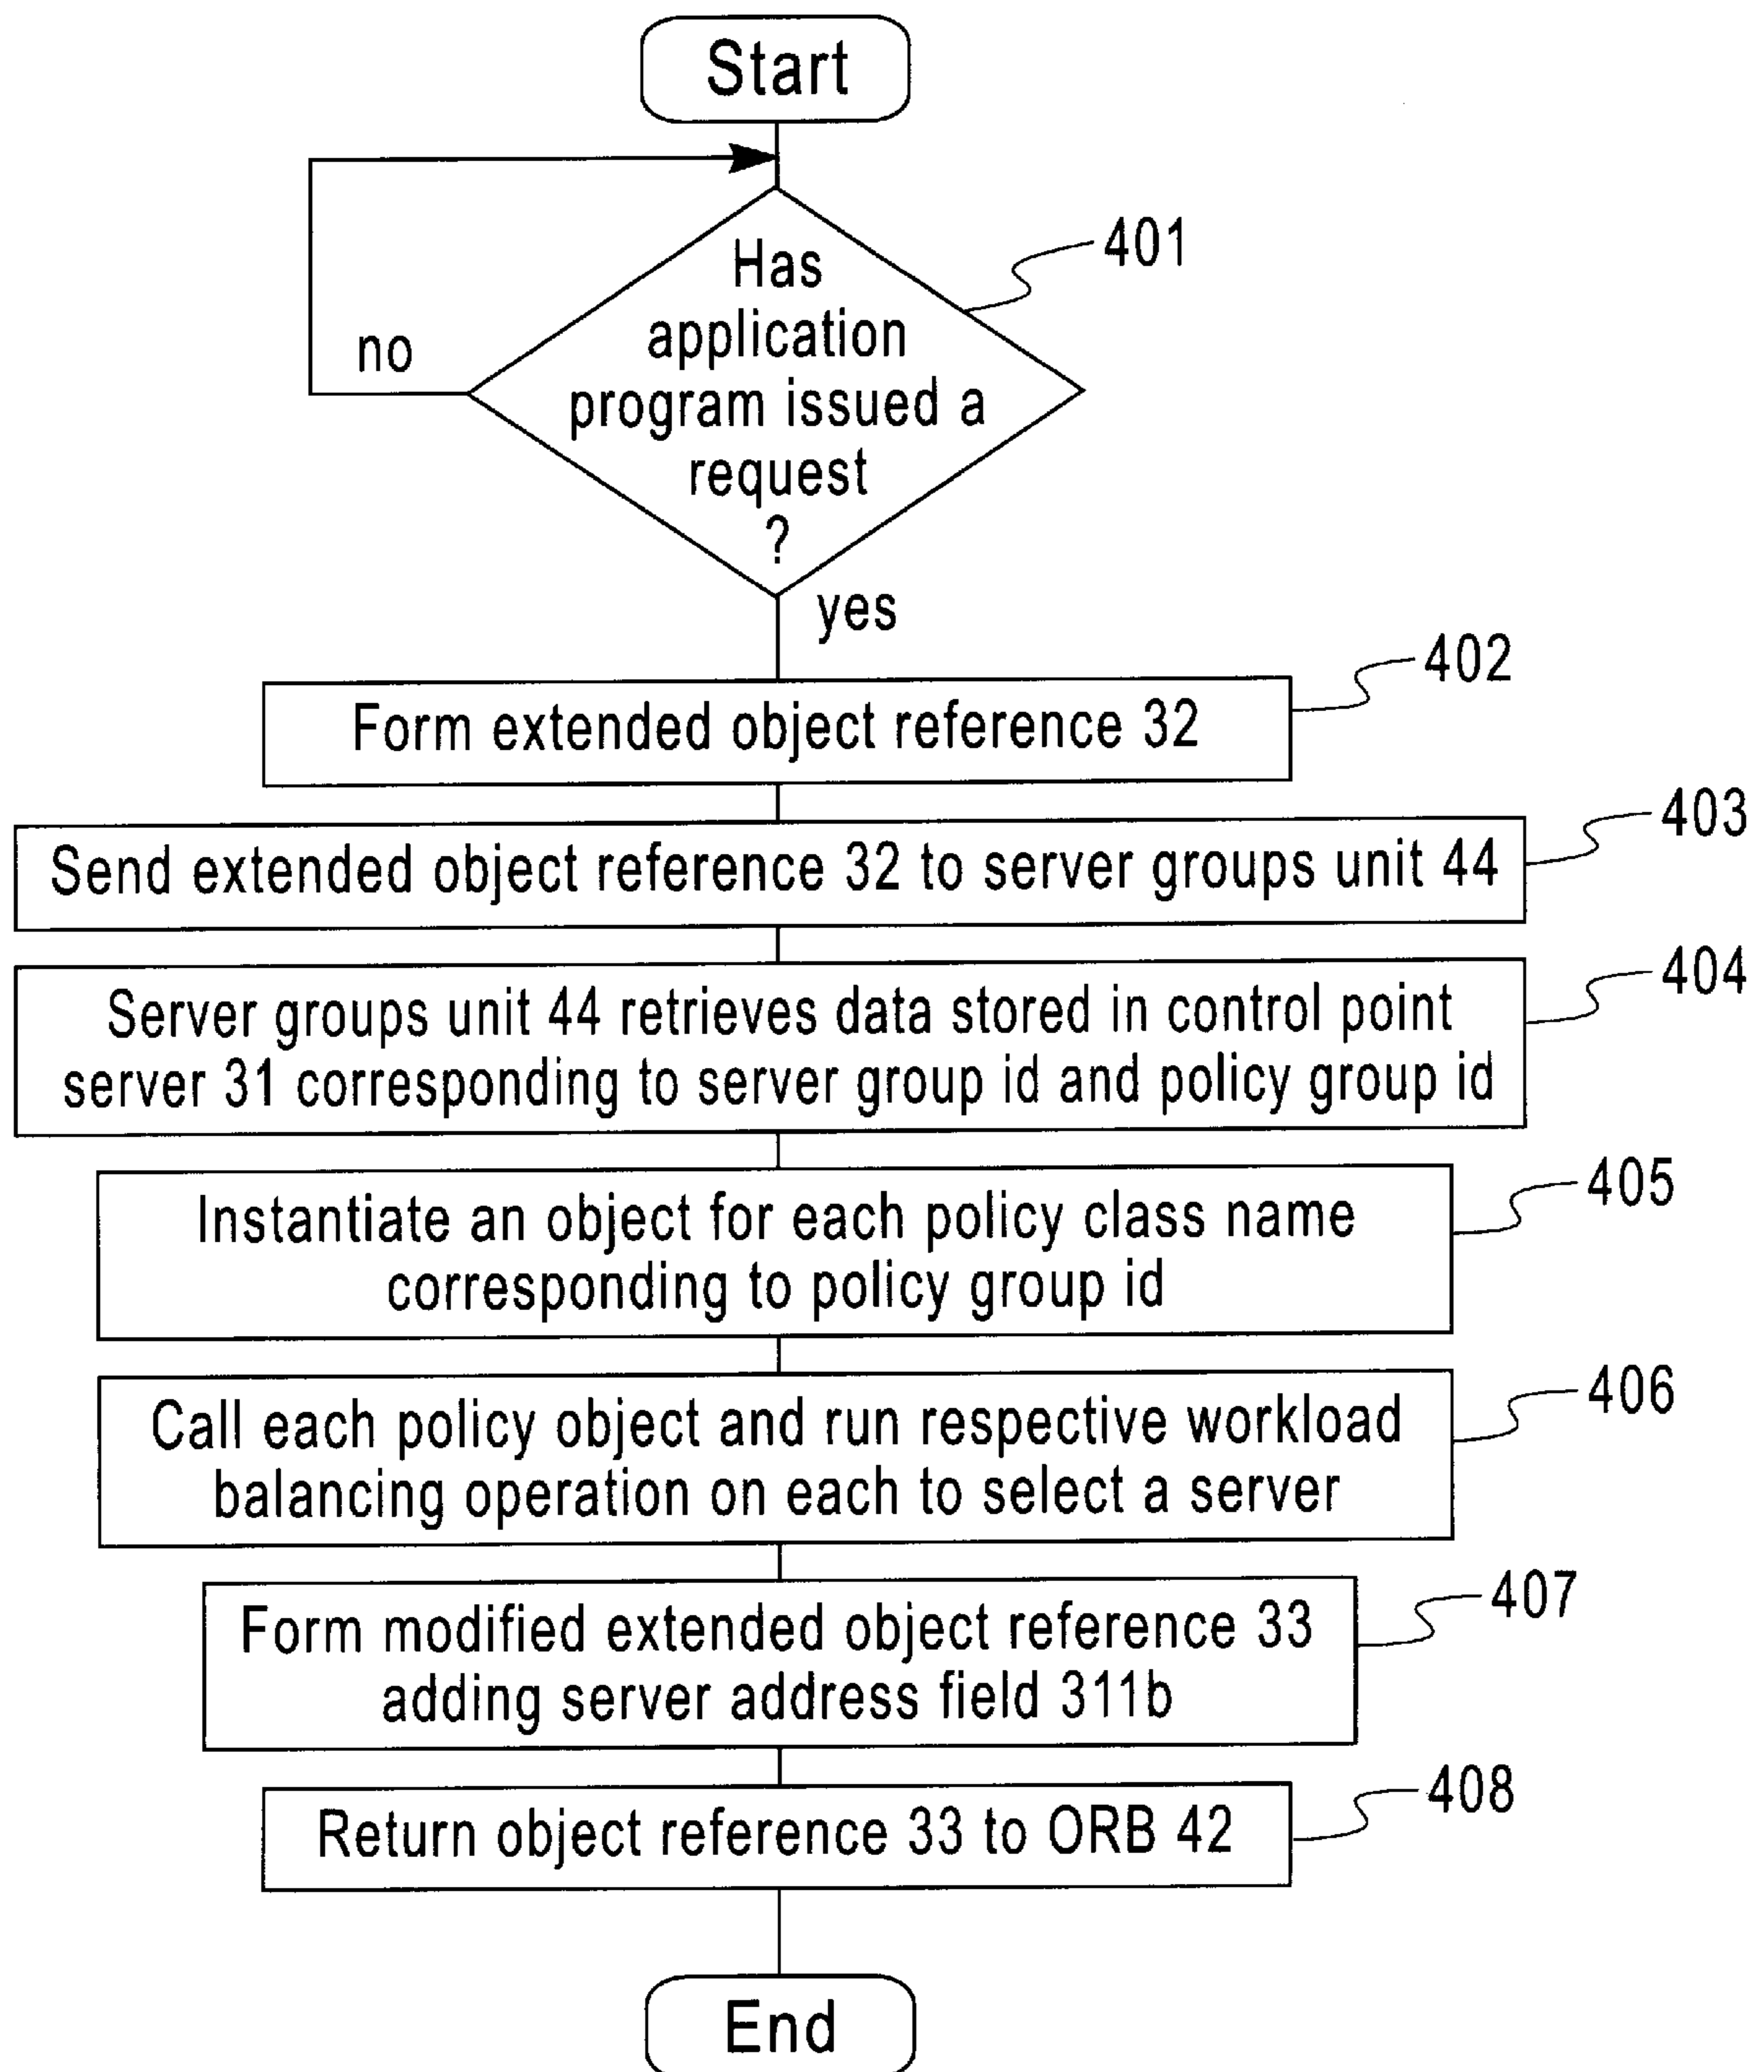 Start
Has
application
program issued a
request
?
401
no
yes
402
Form extended object reference 32
403
Send extended object reference 32 to server groups unit 44
404
Server groups unit 44 retrieves data stored in control point
server 31 corresponding to server group id and policy group id
405
Instantiate an object for each policy class name
corresponding to policy group id
406
Call each policy object and run respective workload
balancing operation on each to select a server
407
Form modified extended object reference 33
adding server address field 311b
408
Return object reference 33 to ORB 42
End